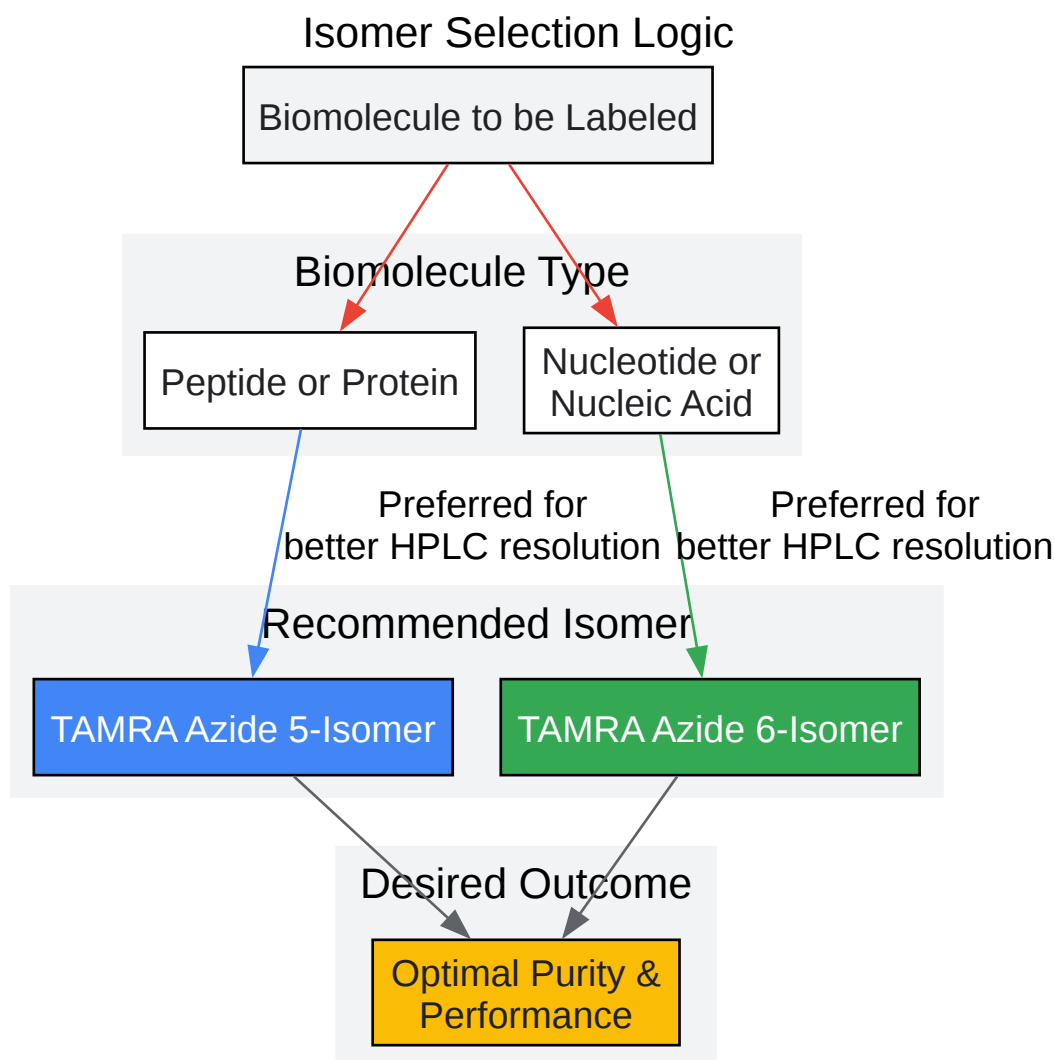 Isomer Selection Logic
Biomolecule to be Labeled
Biomolecule Type
Peptide or Protein
Nucleotide or
Nucleic Acid
Preferred for
better HPLC resolution
Preferred for
better HPLC resolution
Recommended Isomer
TAMRA Azide 5-Isomer
TAMRA Azide 6-Isomer
Desired Outcome
Optimal Purity &
Performance